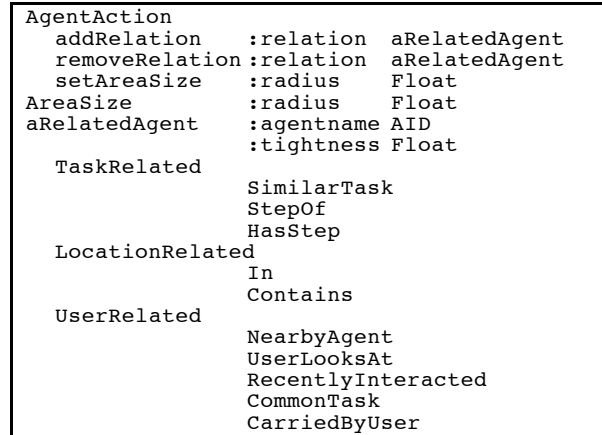 AgentAction
addRelation :relation aRelatedAgent
removeRelation :relation aRelatedAgent
setAreaSize :radius Float
AreaSize :radius Float
aRelatedAgent :agentname AID
:tightness Float
TaskRelated
SimilarTask
StepOf
HasStep
LocationRelated
In
Contains
UserRelated
NearbyAgent
UserLooksAt
RecentlyInteracted
CommonTask
CarriedByUser